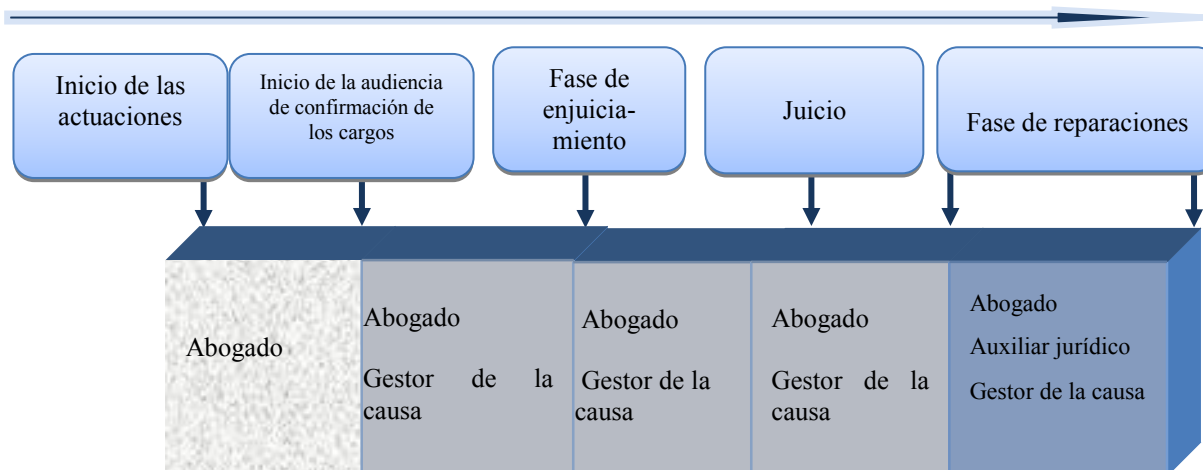 Inicio de las
actuaciones
Inicio de la audiencia
de confirmación de
los cargos
Fase de
enjuicia-
miento
Juicio
Fase de reparaciones
Abogado
Abogado
Gestor de la
causa
Abogado
Gestor de la
causa
Abogado
Gestor de la
causa
Abogado
Auxiliar jurídico
Gestor de la causa